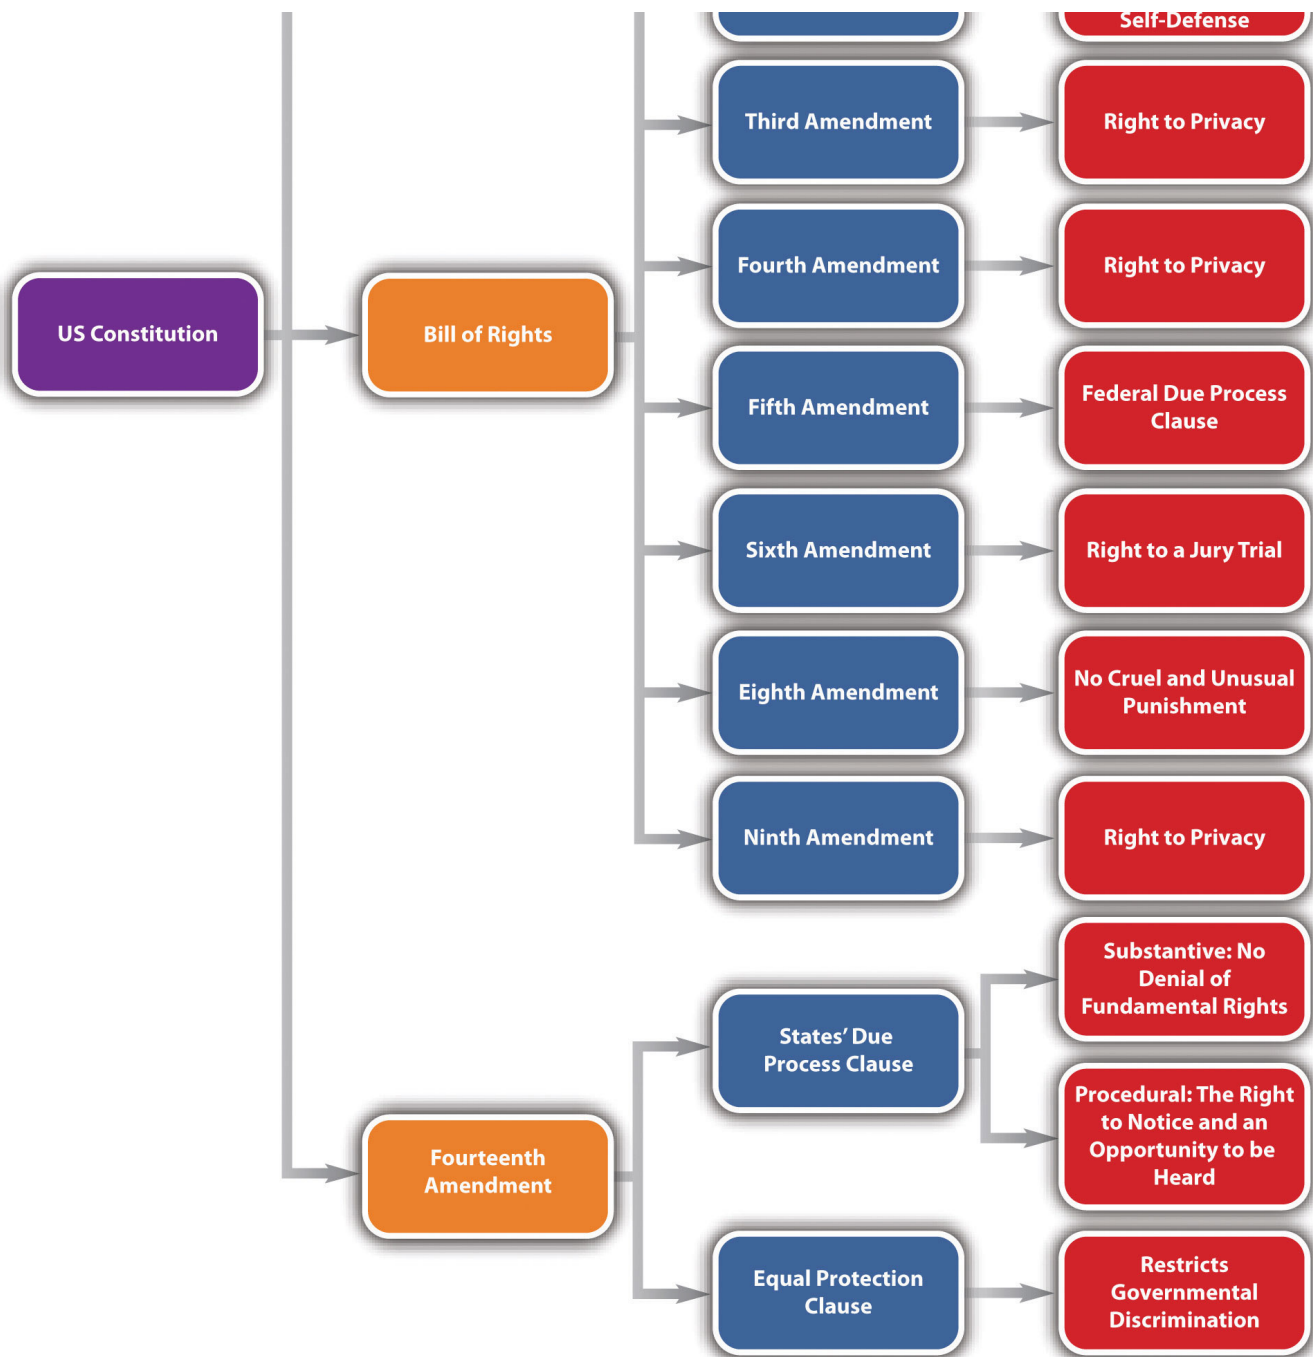 Self-Defense
Third Amendment
Right to Privacy
Fourth Amendment
Right to Privacy
US Constitution
Bill of Rights
Fifth Amendment
Federal Due Process
Clause
Sixth Amendment
Right to a Jury Trial
Eighth Amendment
No Cruel and Unusual
Punishment
Ninth Amendment
Right to Privacy
States’ Due
Process Clause
Substantive: No
Denial of
Fundamental Rights
Procedural: The Right
to Notice and an
Opportunity to be
Heard
Fourteenth
Amendment
Equal Protection
Clause
Restricts
Governmental
Discrimination